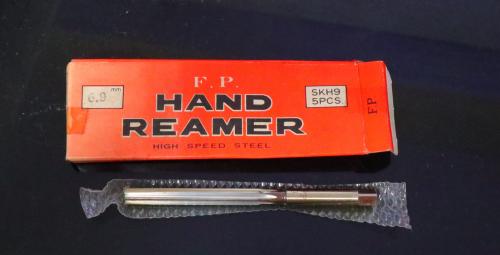 F.P.
6.9 mm
HAND
REAMER
HIGH SPEED STEEL
SKH9
5PCS.
FP